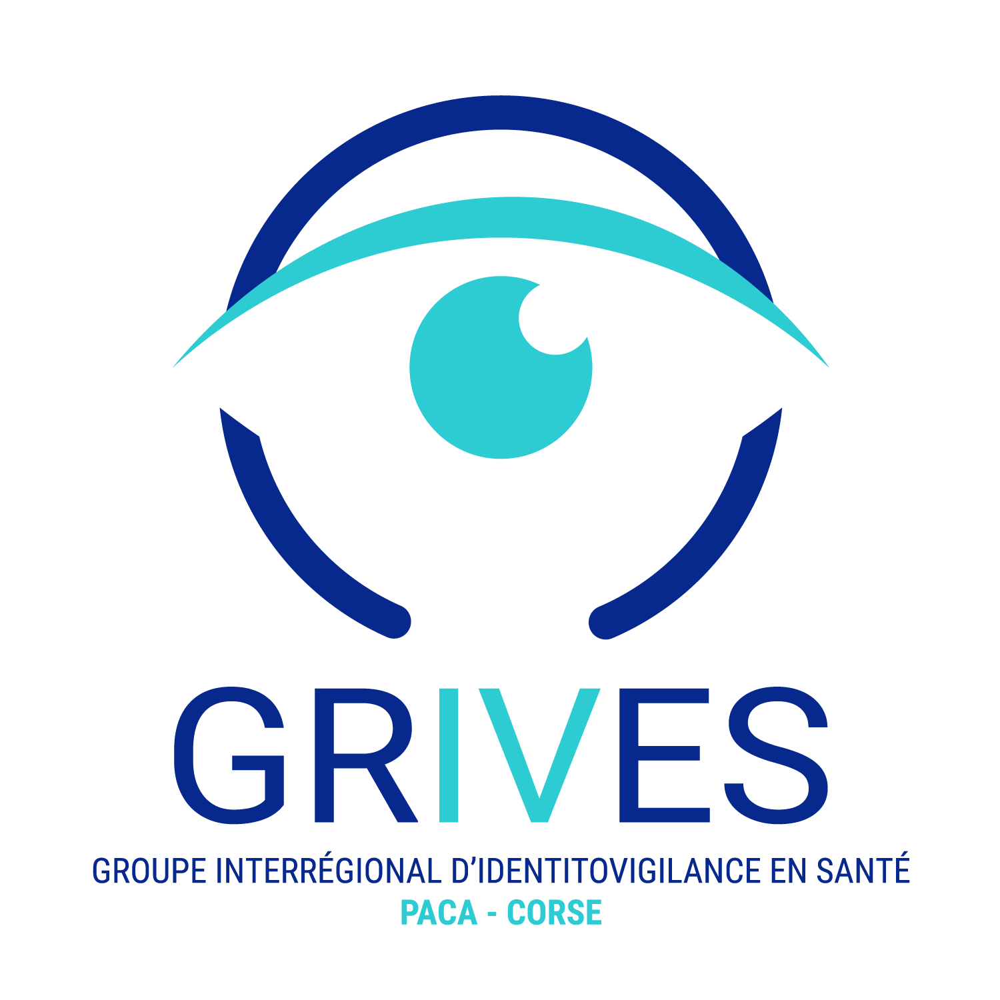 GRIVES
GROUPE INTERRÉGIONAL D’IDENTITOVIGILANCE EN SANTÉ
PACA - CORSE